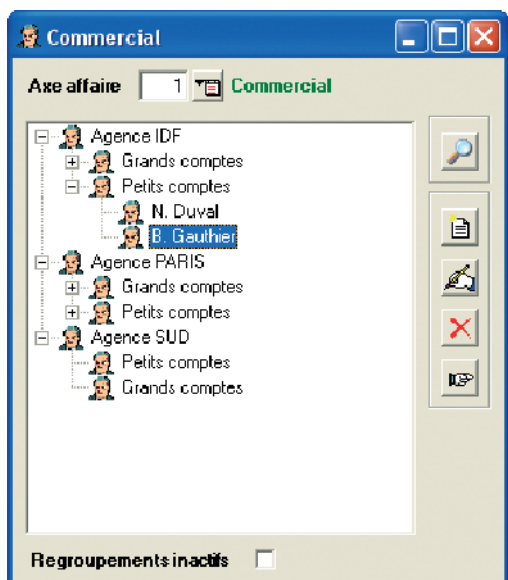 Commercial
Axe affaire 1 Commercial
Agence IDF
Grands comptes
Petits comptes
N. Duval
B. Gauthier
Agence PARIS
Grands comptes
Petits comptes
Agence SUD
Petits comptes
Grands comptes
Regroupements inactifs